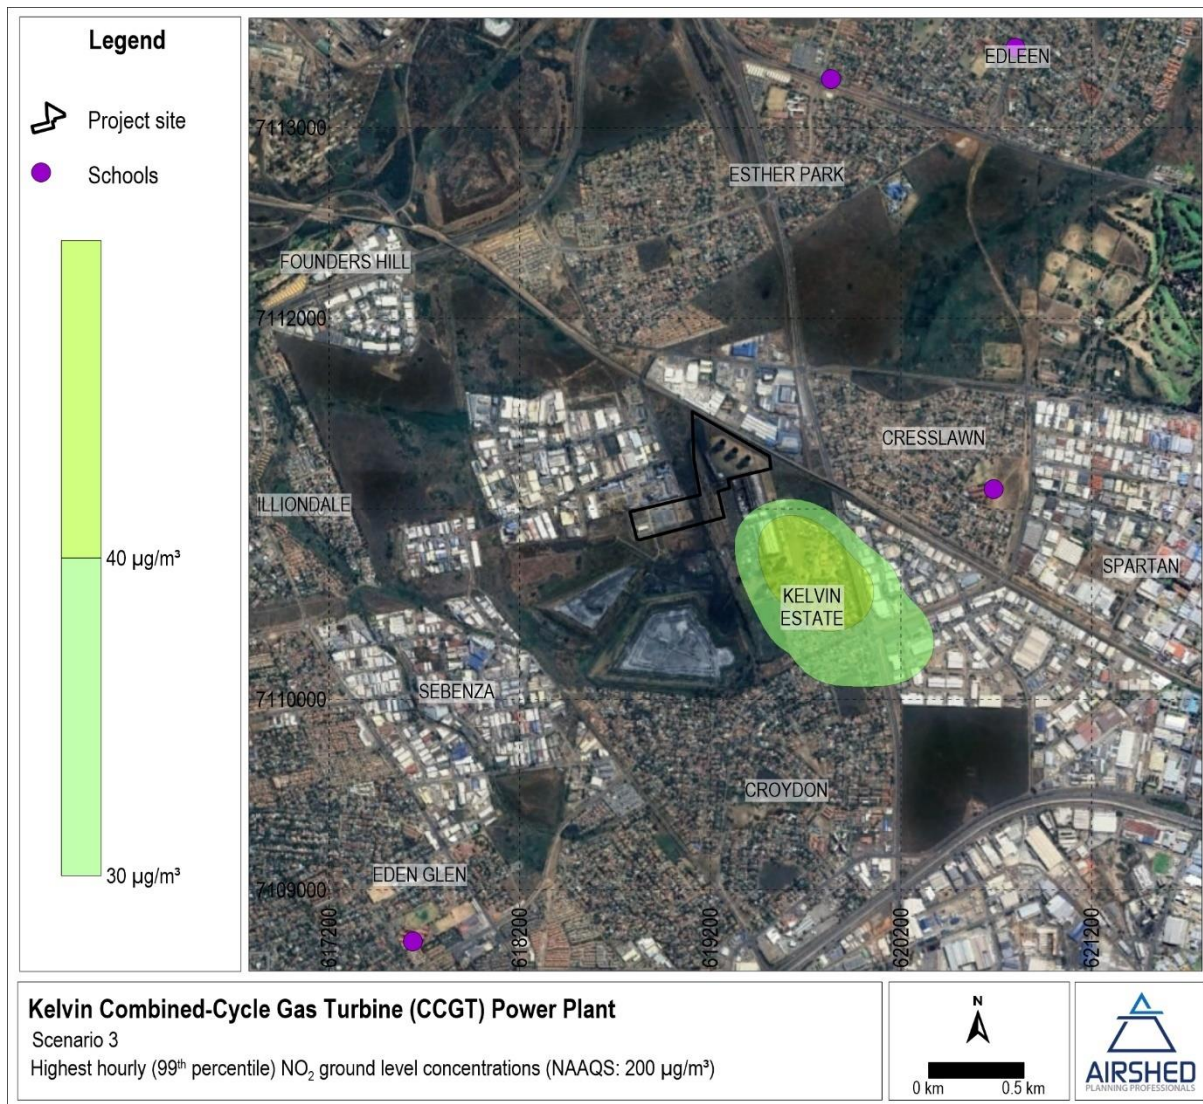 Legend
Project site
Schools
40 µg/m³
30 µg/m³
EDLEEN
7113000
ESTHER PARK
FOUNDERS HILL
7112000
CRESSLAWN
ILLIONDALE
SPARTAN
KELVIN
ESTATE
SEBENZA
7110000
CROYDON
EDEN GLEN
7109000
617200
618200
619200
620200
621200
Kelvin Combined-Cycle Gas Turbine (CCGT) Power Plant
Scenario 3
Highest hourly (99th percentile) NO₂ ground level concentrations (NAAQS: 200 µg/m³)
N
0 km 0.5 km
AIRSHED
PLANNING PROFESSIONALS